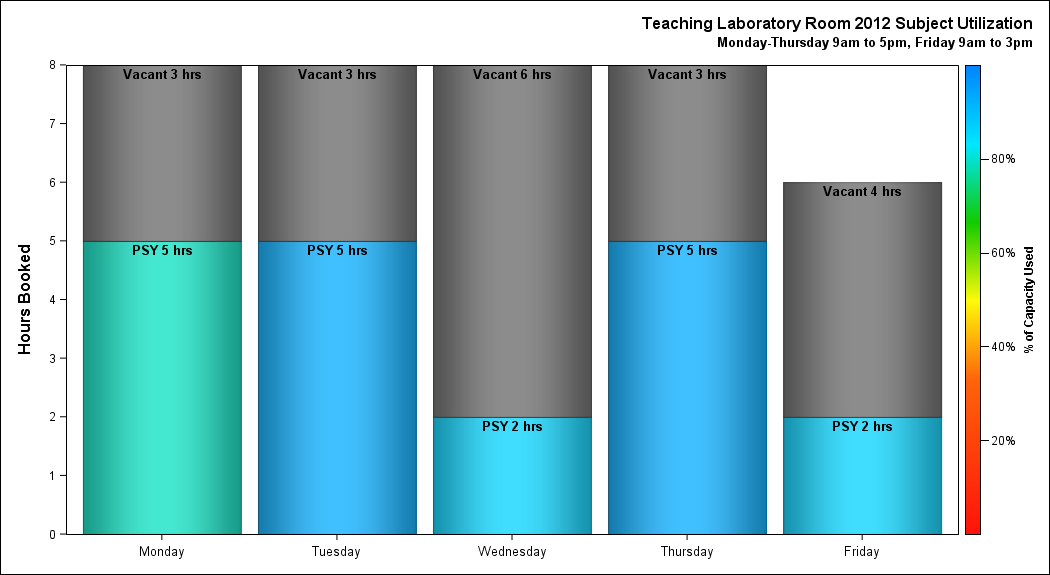 Teaching Laboratory Room 2012 Subject Utilization
Monday-Thursday 9am to 5pm, Friday 9am to 3pm
Hours Booked
8
7
6
5
4
3
2
1
0
Vacant 3 hrs
PSY 5 hrs
Vacant 3 hrs
PSY 5 hrs
Vacant 6 hrs
PSY 2 hrs
Vacant 3 hrs
PSY 5 hrs
Vacant 4 hrs
PSY 2 hrs
Monday
Tuesday
Wednesday
Thursday
Friday
80%
60%
40%
20%
% of Capacity Used